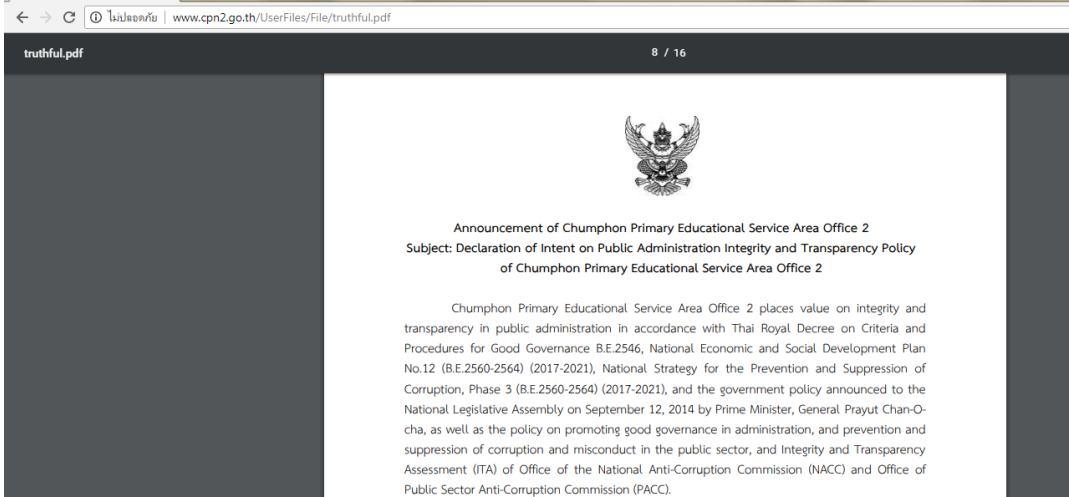 ไม่ปลอดภัย | www.cpn2.go.th/UserFiles/File/truthful.pdf
truthful.pdf
8 / 16
Announcement of Chumphon Primary Educational Service Area Office 2
Subject: Declaration of Intent on Public Administration Integrity and Transparency Policy
of Chumphon Primary Educational Service Area Office 2
Chumphon Primary Educational Service Area Office 2 places value on integrity and
transparency in public administration in accordance with Thai Royal Decree on Criteria and
Procedures for Good Governance B.E.2546, National Economic and Social Development Plan
No.12 (B.E.2560-2564) (2017-2021), National Strategy for the Prevention and Suppression of
Corruption, Phase 3 (B.E.2560-2564) (2017-2021), and the government policy announced to the
National Legislative Assembly on September 12, 2014 by Prime Minister, General Prayut Chan-O-
cha, as well as the policy on promoting good governance in administration, and prevention and
suppression of corruption and misconduct in the public sector, and Integrity and Transparency
Assessment (ITA) of Office of the National Anti-Corruption Commission (NACC) and Office of
Public Sector Anti-Corruption Commission (PACC).